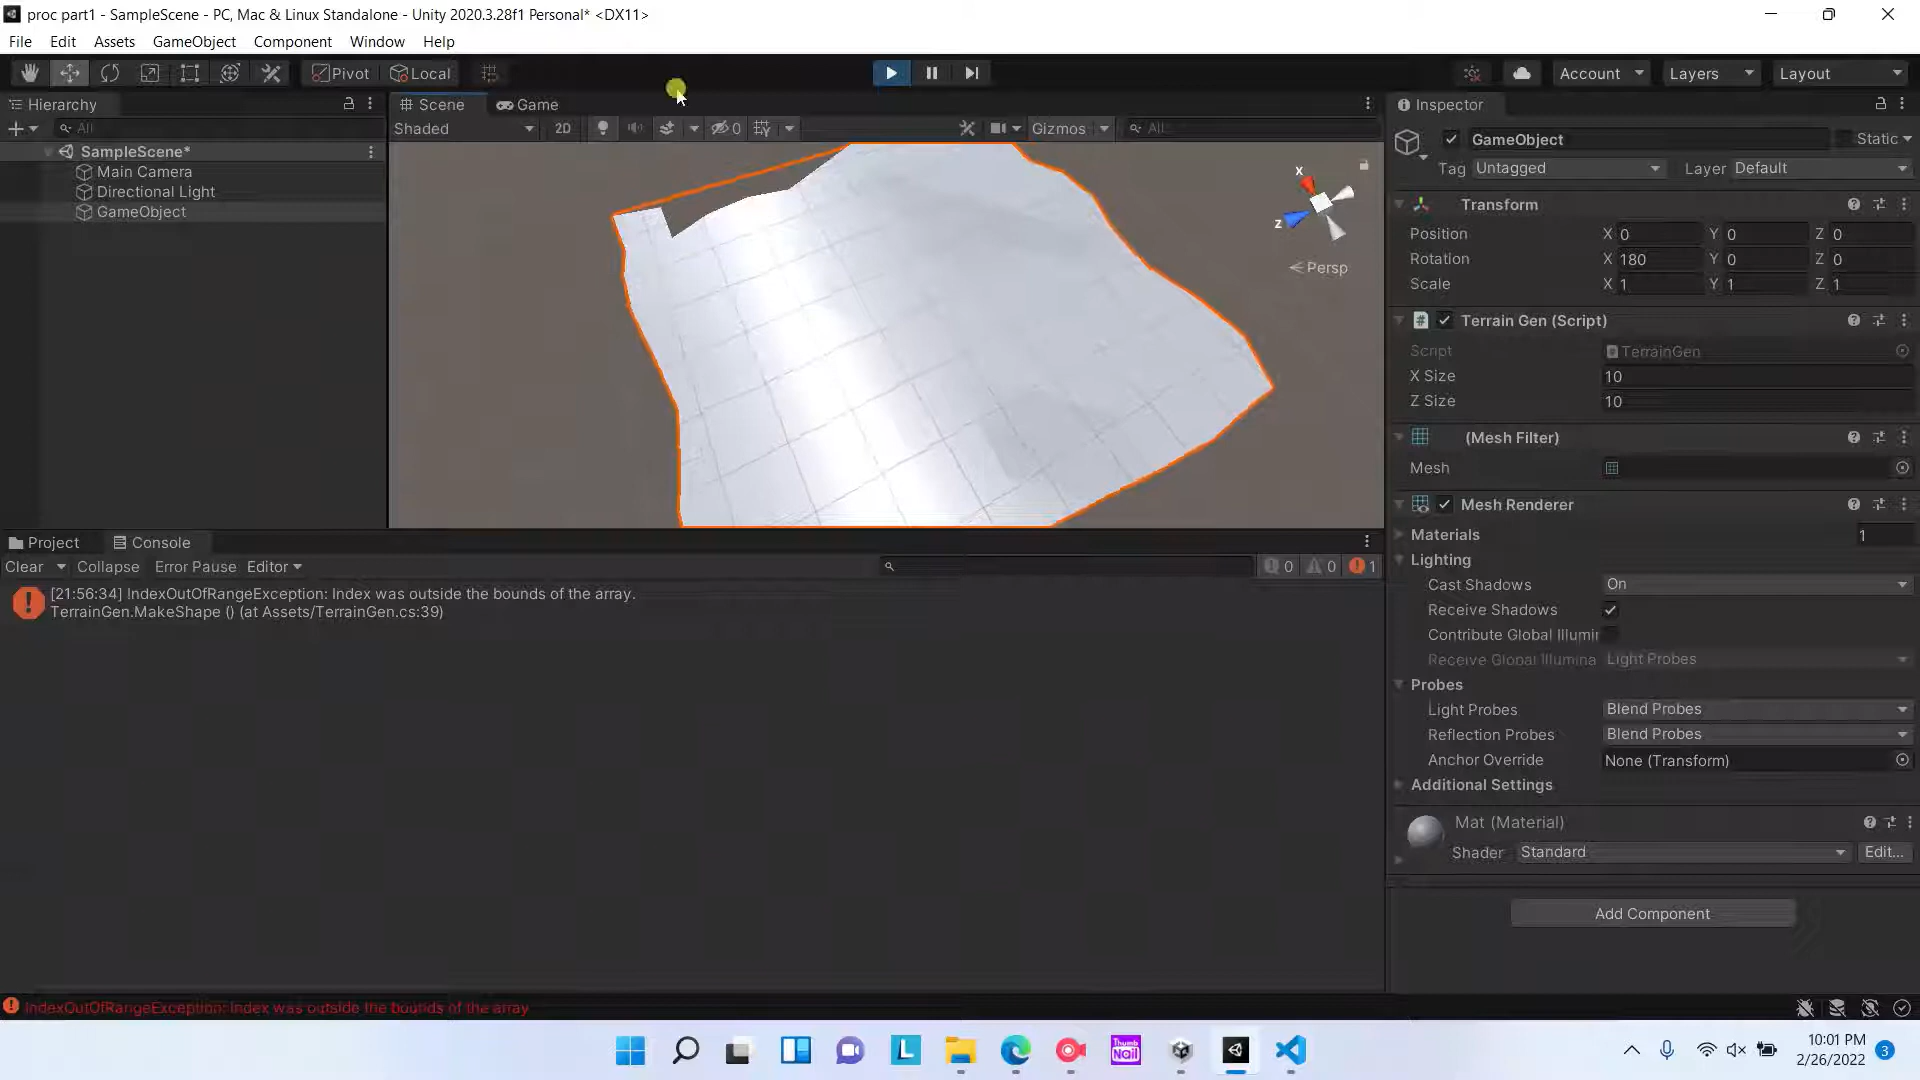 proc part1 - SampleScene - PC, Mac & Linux Standalone - Unity 2020.3.28f1 Personal* <DX11>
File Edit Assets GameObject Component Window Help
Pivot Local Account Layers Layout
Hierarchy
All
SampleScene*
Main Camera
Directional Light
GameObject
Scene Game
Shaded 2D 0 Gizmos All
x
z
Persp
Project Console
Clear Collapse Error Pause Editor 0 0 1
[21:56:34] IndexOutOfRangeException: Index was outside the bounds of the array.
TerrainGen.MakeShape () (at Assets/TerrainGen.cs:39)
Inspector
GameObject Static
Tag Untagged Layer Default
Transform
Position X 0 Y 0 Z 0
Rotation X 180 Y 0 Z 0
Scale X 1 Y 1 Z 1
# Terrain Gen (Script)
Script TerrainGen
X Size 10
Z Size 10
(Mesh Filter)
Mesh
Mesh Renderer
Materials 1
Lighting
Cast Shadows On
Receive Shadows
Contribute Global Illumi
Receive Global Illumina Light Probes
Probes
Light Probes Blend Probes
Reflection Probes Blend Probes
Anchor Override None (Transform)
Additional Settings
Mat (Material)
Shader Standard Edit...
Add Component
IndexOutOfRangeException: Index was outside the bounds of the array.
L
Thumb
Nail
10:01 PM
2/26/2022
3